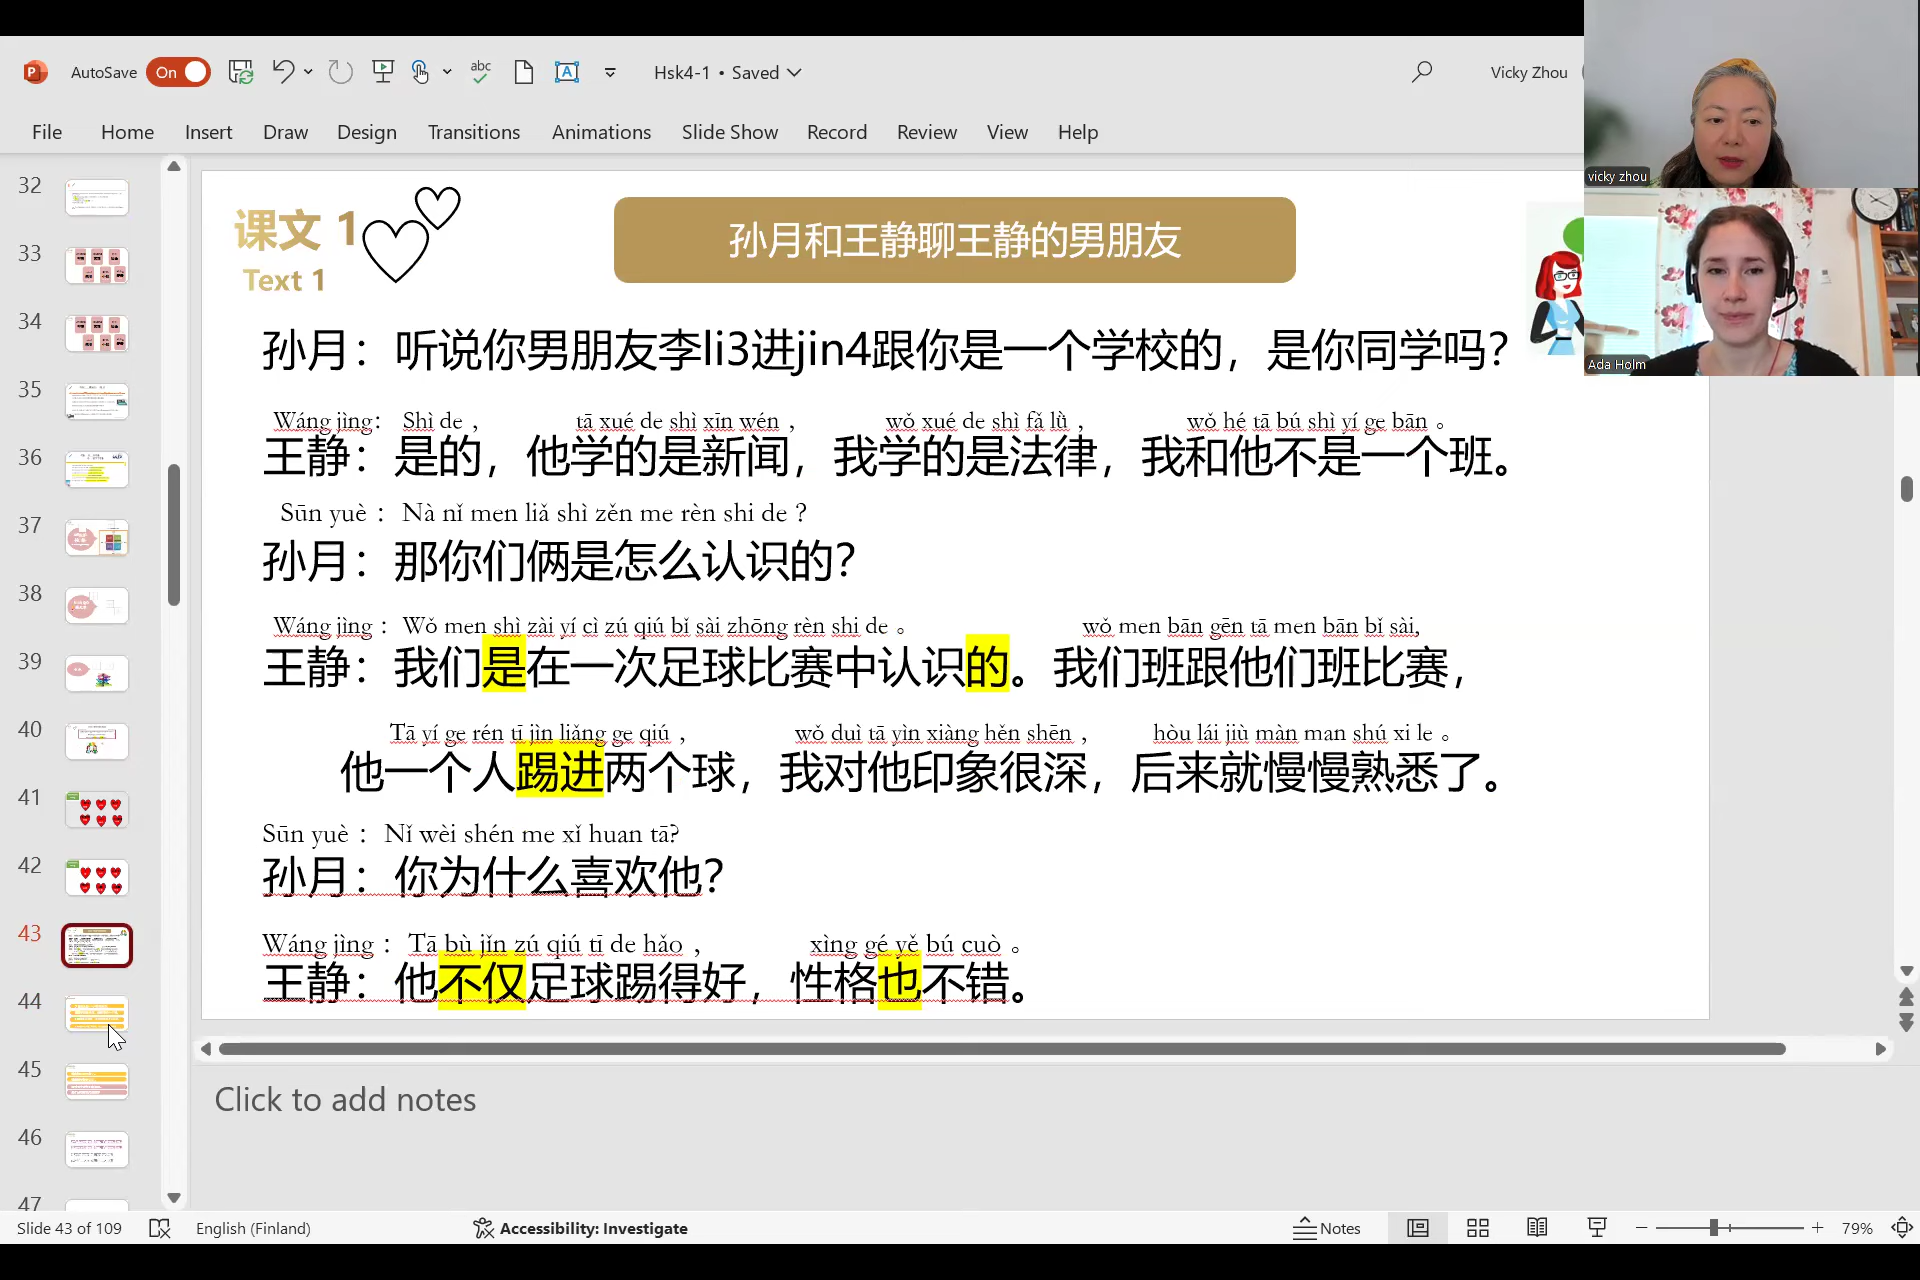 AutoSave On Hsk4-1 • Saved Vicky Zhou
File Home Insert Draw Design Transitions Animations Slide Show Record Review View Help
vicky zhou
Ada Holm
32
33
34
35
36
37
38
39
40
41
42
43
44
45
46
47
课文 1
Text 1
孙月和王静聊王静的男朋友
孙月：听说你男朋友李li3进jin4跟你是一个学校的，是你同学吗？
Wáng jìng： Shì de ， tā xué de shì xīn wén ， wǒ xué de shì fǎ lǜ ， wǒ hé tā bú shì yí ge bān 。
王静：是的，他学的是新闻，我学的是法律，我和他不是一个班。
Sūn yuè： Nà nǐ men liǎ shì zěn me rèn shi de？
孙月：那你们俩是怎么认识的？
Wáng jìng： Wǒ men shì zài yí cì zú qiú bǐ sài zhōng rèn shi de 。 wǒ men bān gēn tā men bān bǐ sài,
王静：我们是在一次足球比赛中认识的。我们班跟他们班比赛，
Tā yí ge rén tī jìn liǎng ge qiú ， wǒ duì tā yìn xiàng hěn shēn ， hòu lái jiù màn man shú xi le 。
他一个人踢进两个球，我对他印象很深，后来就慢慢熟悉了。
Sūn yuè： Nǐ wèi shén me xǐ huan tā?
孙月：你为什么喜欢他？
Wáng jìng： Tā bù jǐn zú qiú tī de hǎo ， xìng gé yě bú cuò 。
王静：他不仅足球踢得好，性格也不错。
Click to add notes
Slide 43 of 109 English (Finland) Accessibility: Investigate Notes 79%